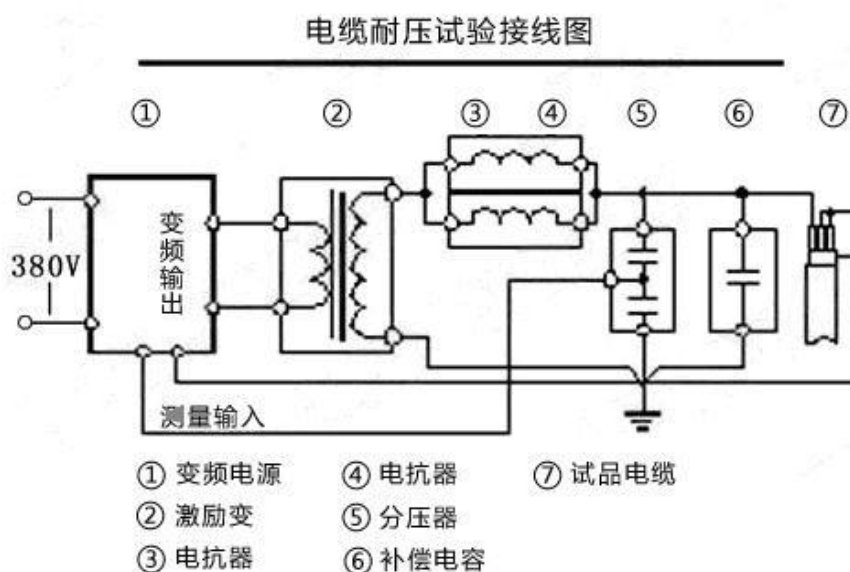 电缆耐压试验接线图
① ② ③ ④ ⑤ ⑥ ⑦
变频输出
380V
测量输入
① 变频电源 ④ 电抗器 ⑦ 试品电缆
② 激励变 ⑤ 分压器
③ 电抗器 ⑥ 补偿电容